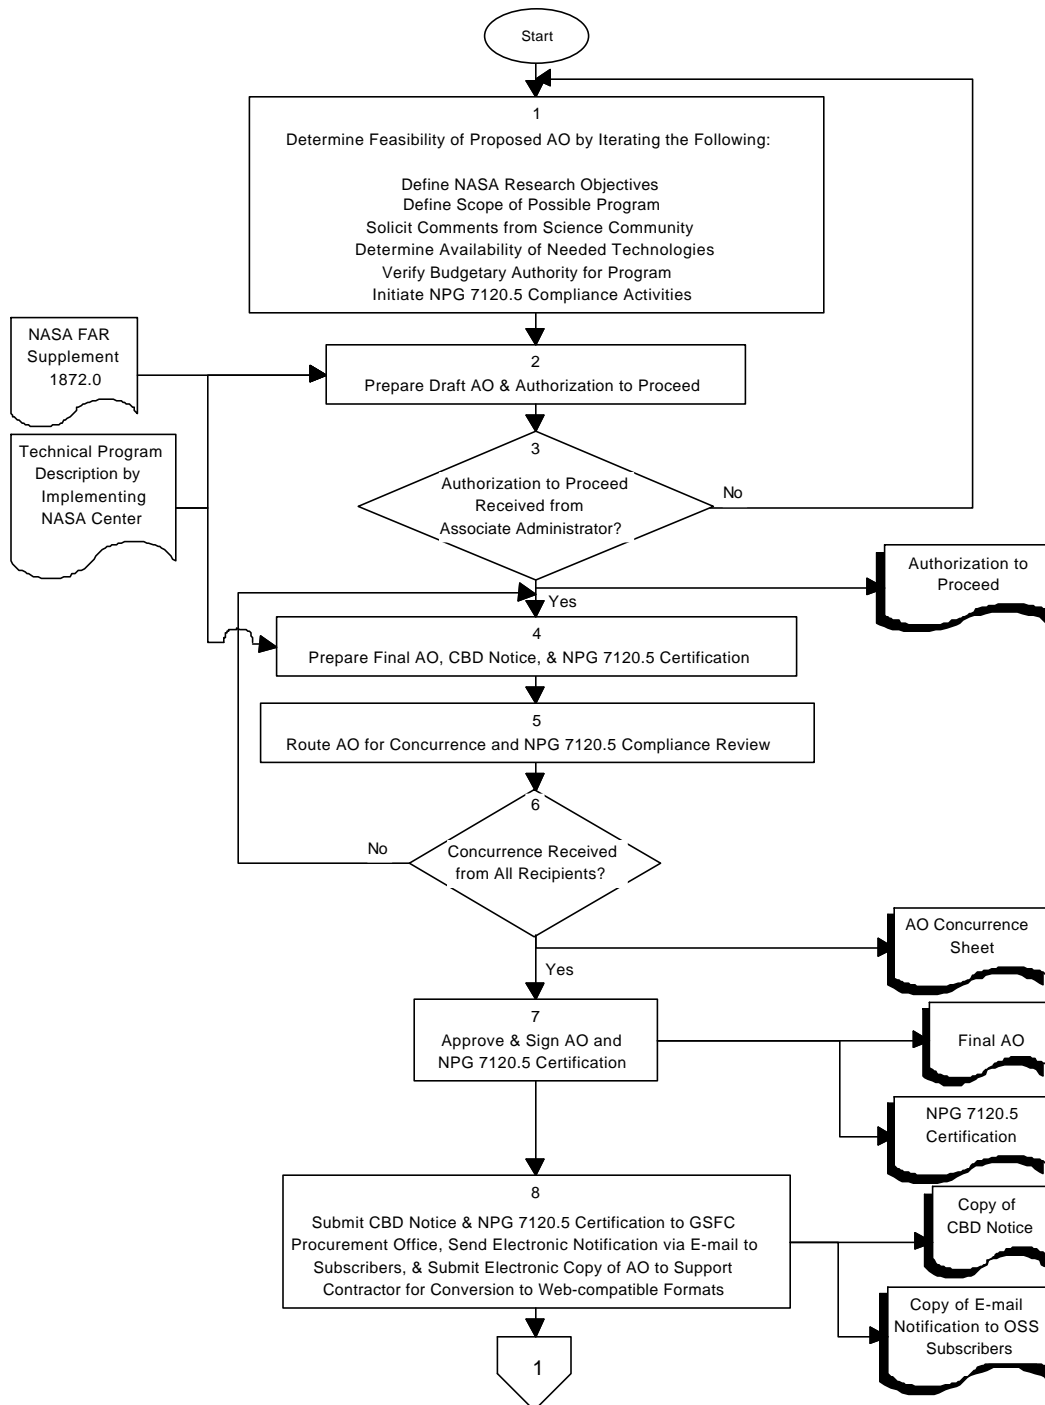 Start
1
Determine Feasibility of Proposed AO by Iterating the Following:
Define NASA Research Objectives
Define Scope of Possible Program
Solicit Comments from Science Community
Determine Availability of Needed Technologies
Verify Budgetary Authority for Program
Initiate NPG 7120.5 Compliance Activities
NASA FAR
Supplement
1872.0
2
Prepare Draft AO & Authorization to Proceed
Technical Program
Description by
Implementing
NASA Center
3
Authorization to Proceed
Received from
Associate Administrator?
No
Authorization to
Proceed
Yes
4
Prepare Final AO, CBD Notice, & NPG 7120.5 Certification
5
Route AO for Concurrence and NPG 7120.5 Compliance Review
6
Concurrence Received
from All Recipients?
No
AO Concurrence
Sheet
Yes
7
Approve & Sign AO and
NPG 7120.5 Certification
Final AO
NPG 7120.5
Certification
8
Submit CBD Notice & NPG 7120.5 Certification to GSFC
Procurement Office, Send Electronic Notification via E-mail to
Subscribers, & Submit Electronic Copy of AO to Support
Contractor for Conversion to Web-compatible Formats
Copy of
CBD Notice
Copy of E-mail
Notification to OSS
Subscribers
1